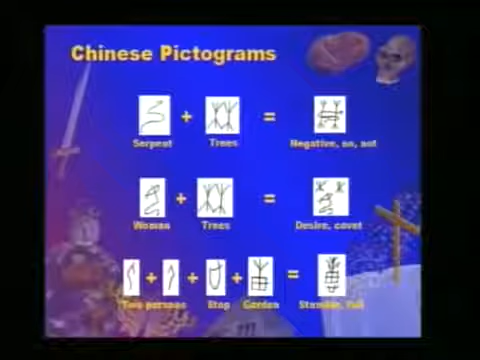 Chinese Pictograms
Serpent + Trees = Negative, no, not
Woman + Trees = Desire, covet
Two persons + Stop + Garden = Stumble, Fall